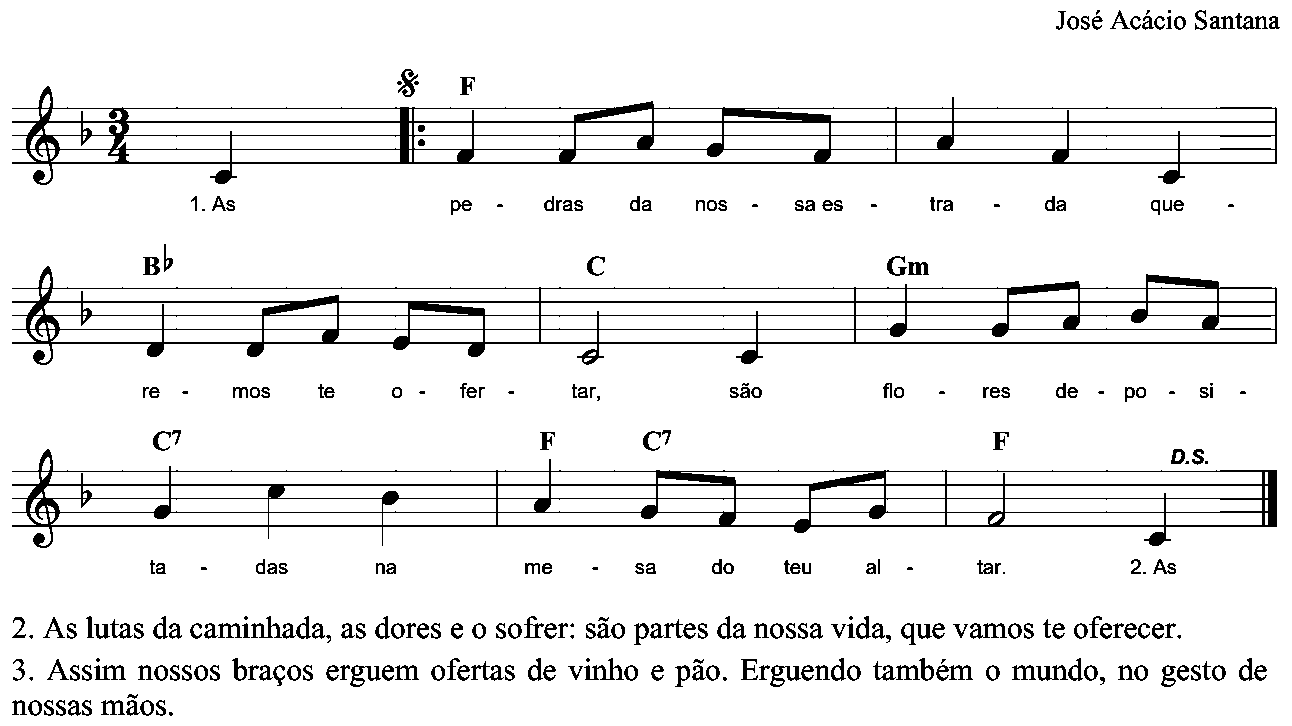 José Acácio Santana
F
3
4
1. As pe - dras da nos - sa es - tra - da que -
B♭ C Gm
re - mos te o - fer - tar, são flo - res de - po - si -
C7 F C7 F D.S.
ta - das na me - sa do teu al - tar. 2. As
2. As lutas da caminhada, as dores e o sofrer: são partes da nossa vida, que vamos te oferecer.
3. Assim nossos braços erguem ofertas de vinho e pão. Erguendo também o mundo, no gesto de
nossas mãos.